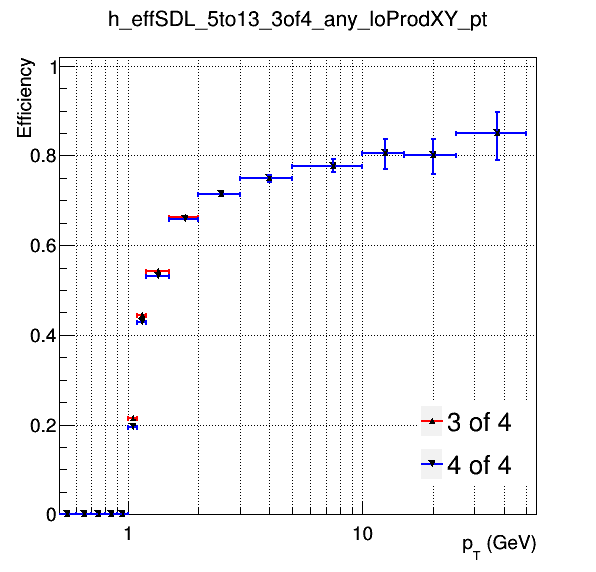 h_effSDL_5to13_3of4_any_loProdXY_pt
Efficiency
1
0.8
0.6
0.4
0.2
0
3 of 4
4 of 4
1
10
p_T (GeV)